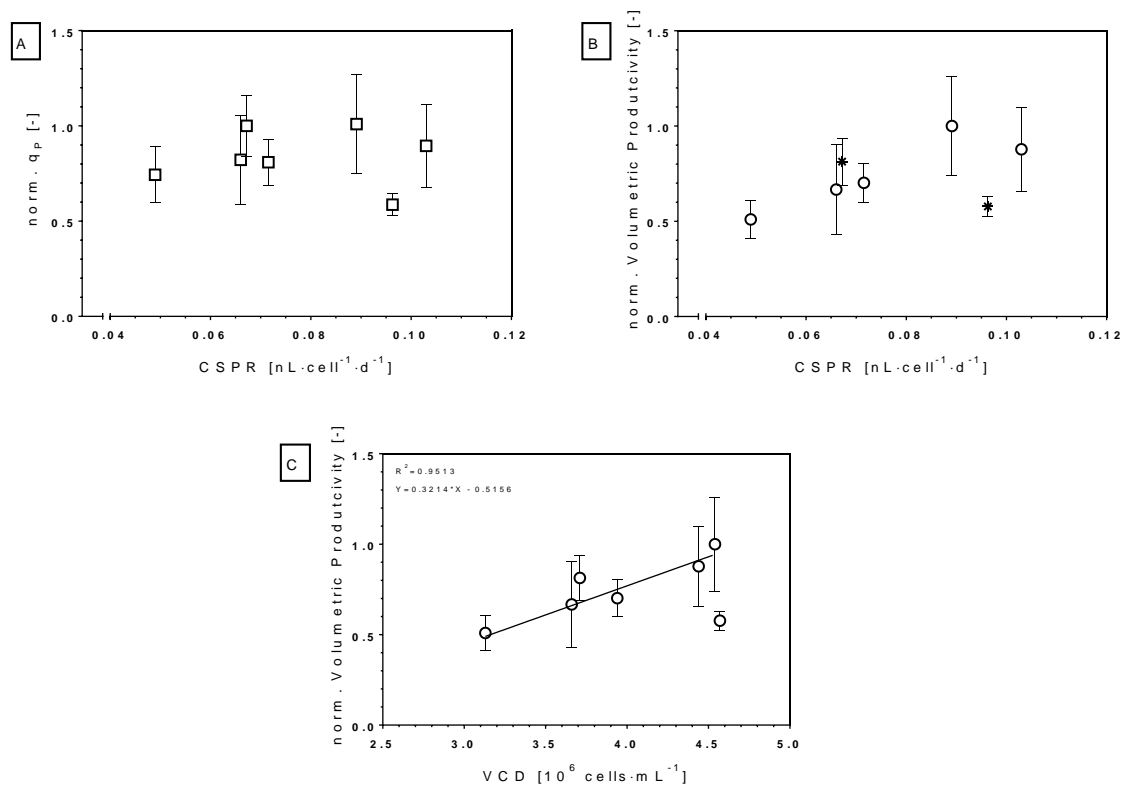 A
norm. qP [-]
1.5
1.0
0.5
0.0
0.04 0.06 0.08 0.10 0.12
CSPR [nL·cell-1·d-1]
B
norm. Volumetric Produtcivity [-]
1.5
1.0
0.5
0.0
0.04 0.06 0.08 0.10 0.12
CSPR [nL·cell-1·d-1]
C
norm. Volumetric Produtcivity [-]
R2=0.9513
Y=0.3214*X - 0.5156
1.5
1.0
0.5
0.0
2.5 3.0 3.5 4.0 4.5 5.0
VCD [106 cells·mL-1]